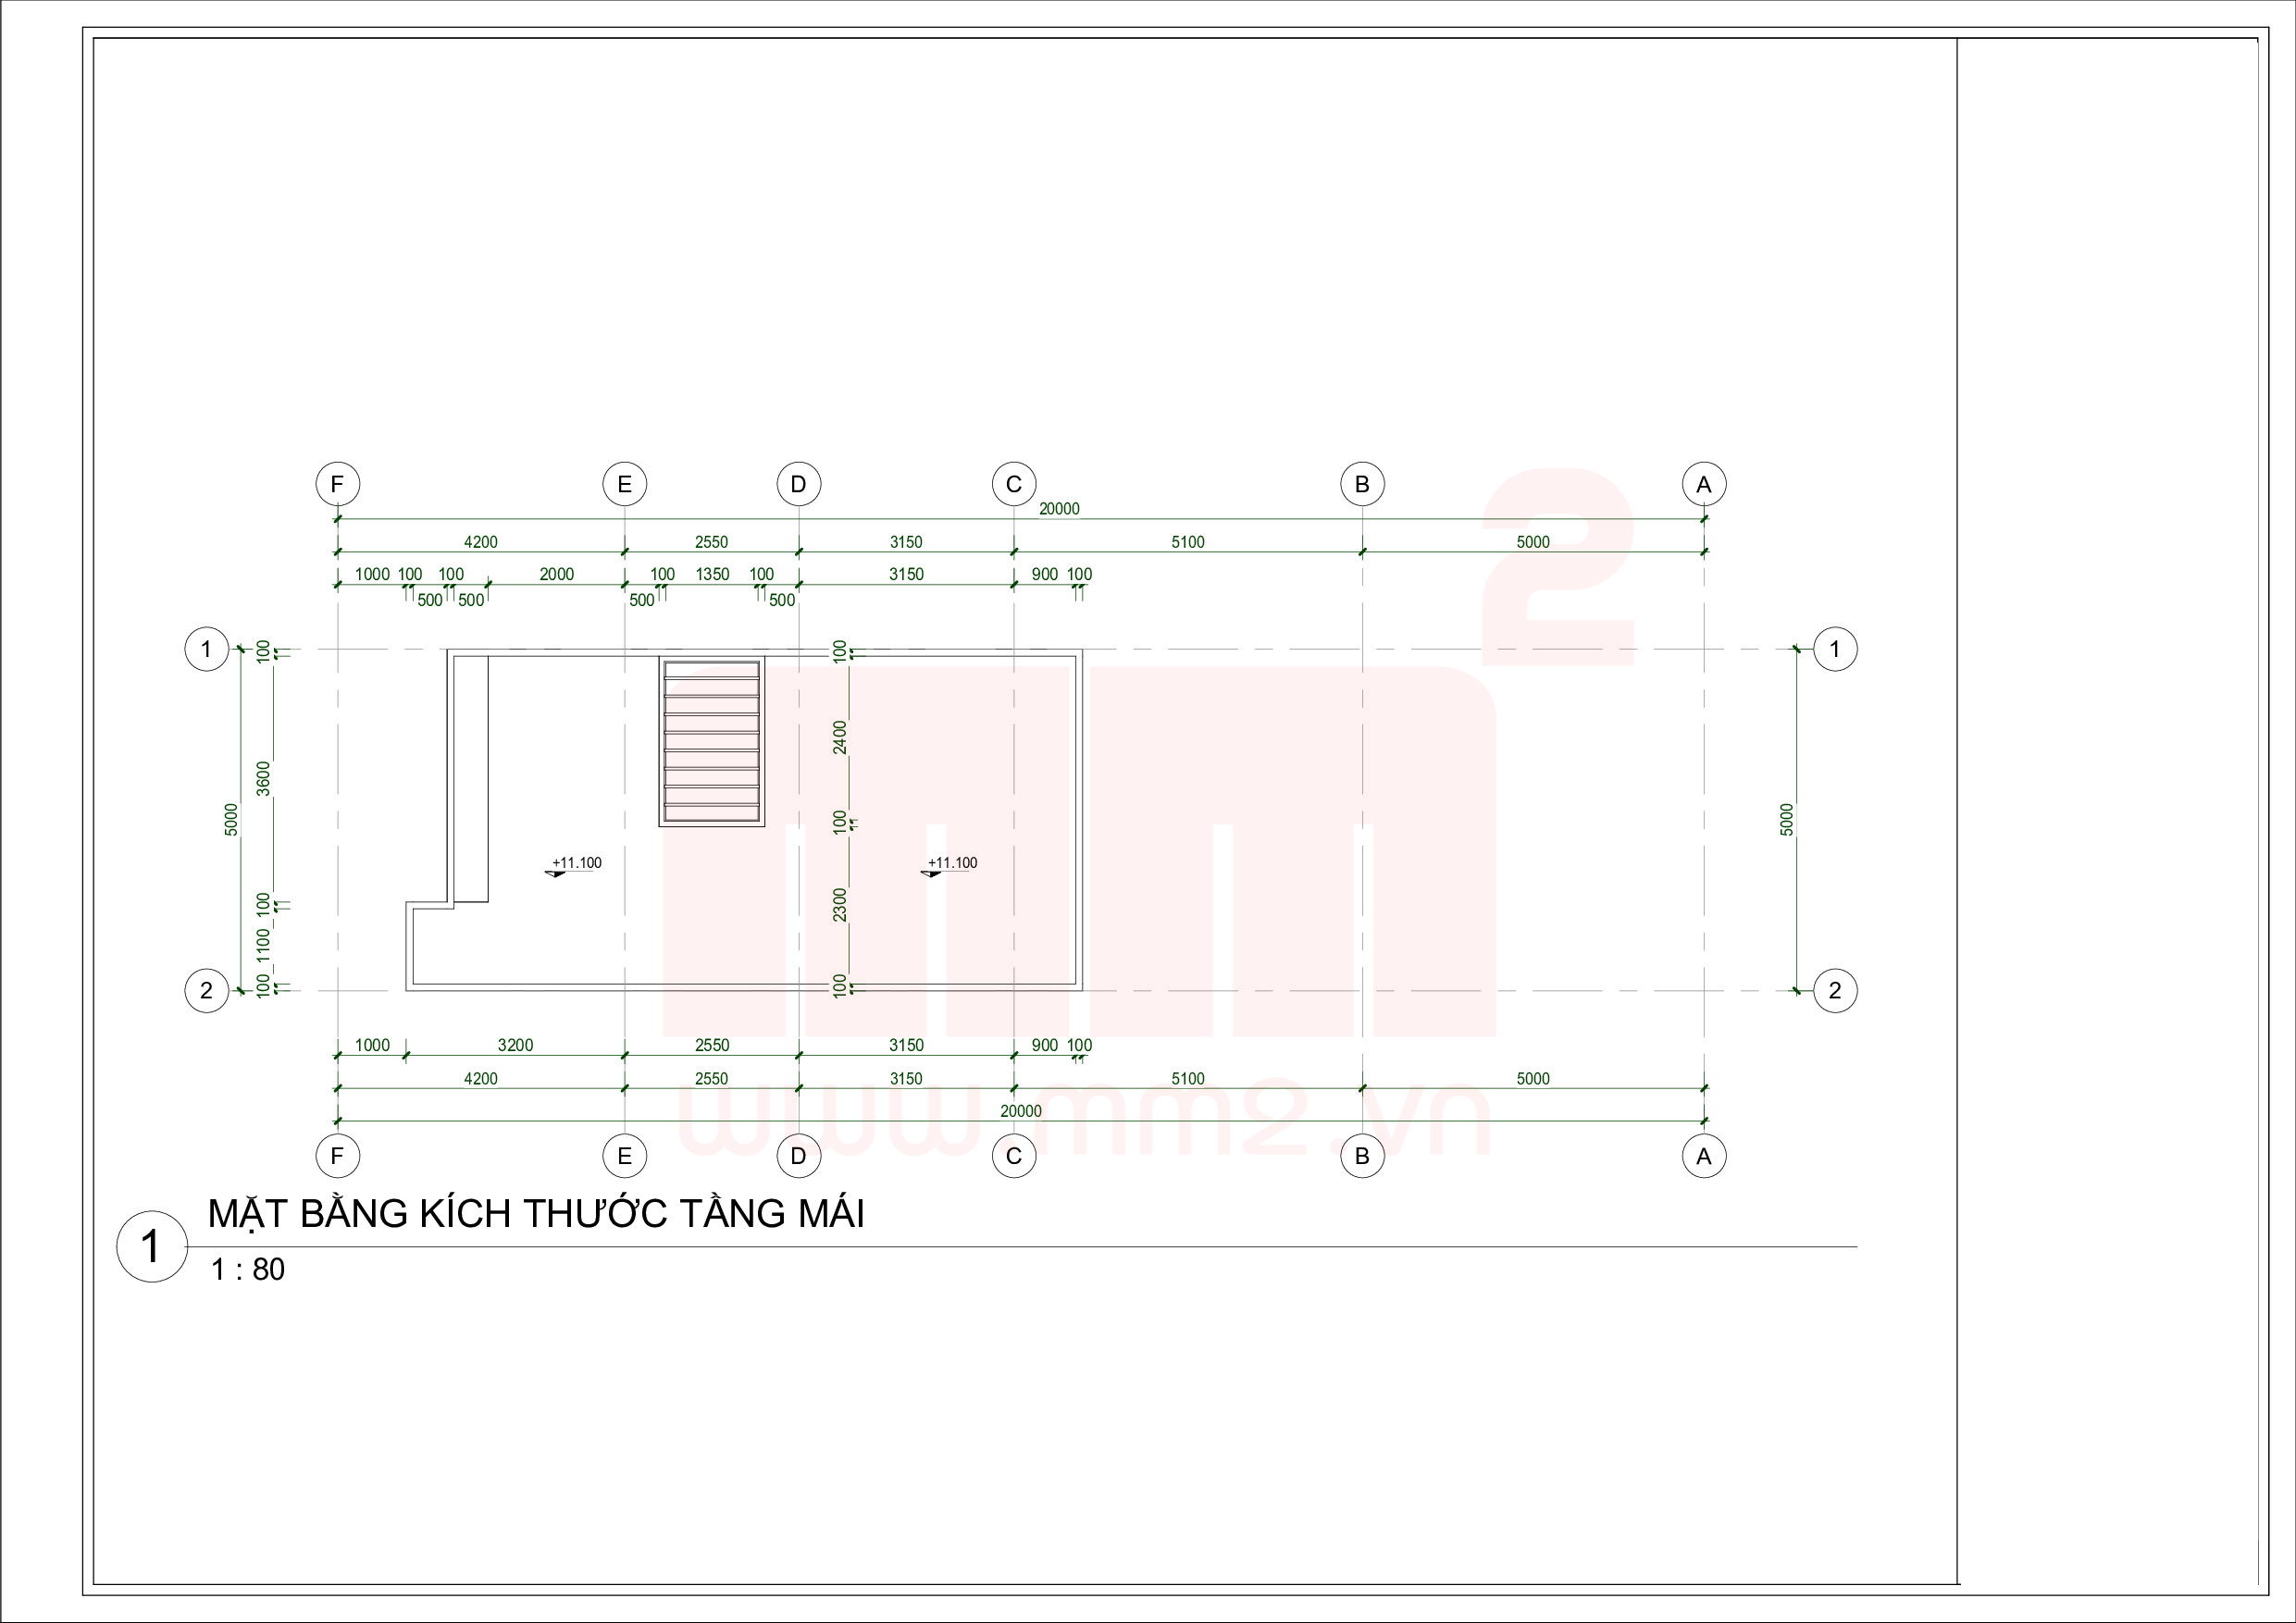 F E D C B A
20000
4200 2550 3150 5100 5000
1000 100 100 2000 100 1350 100 3150 900 100
500 500 500 500
1 1
100 100
2400
3600
5000 100 5000
+11.100 +11.100
100 2300
1100
100 100
2 2
1000 3200 2550 3150 900 100
4200 2550 3150 5100 5000
20000
F E D C B A
mm2
www.mm2.vn
MẶT BẰNG KÍCH THƯỚC TẦNG MÁI
1
1 : 80